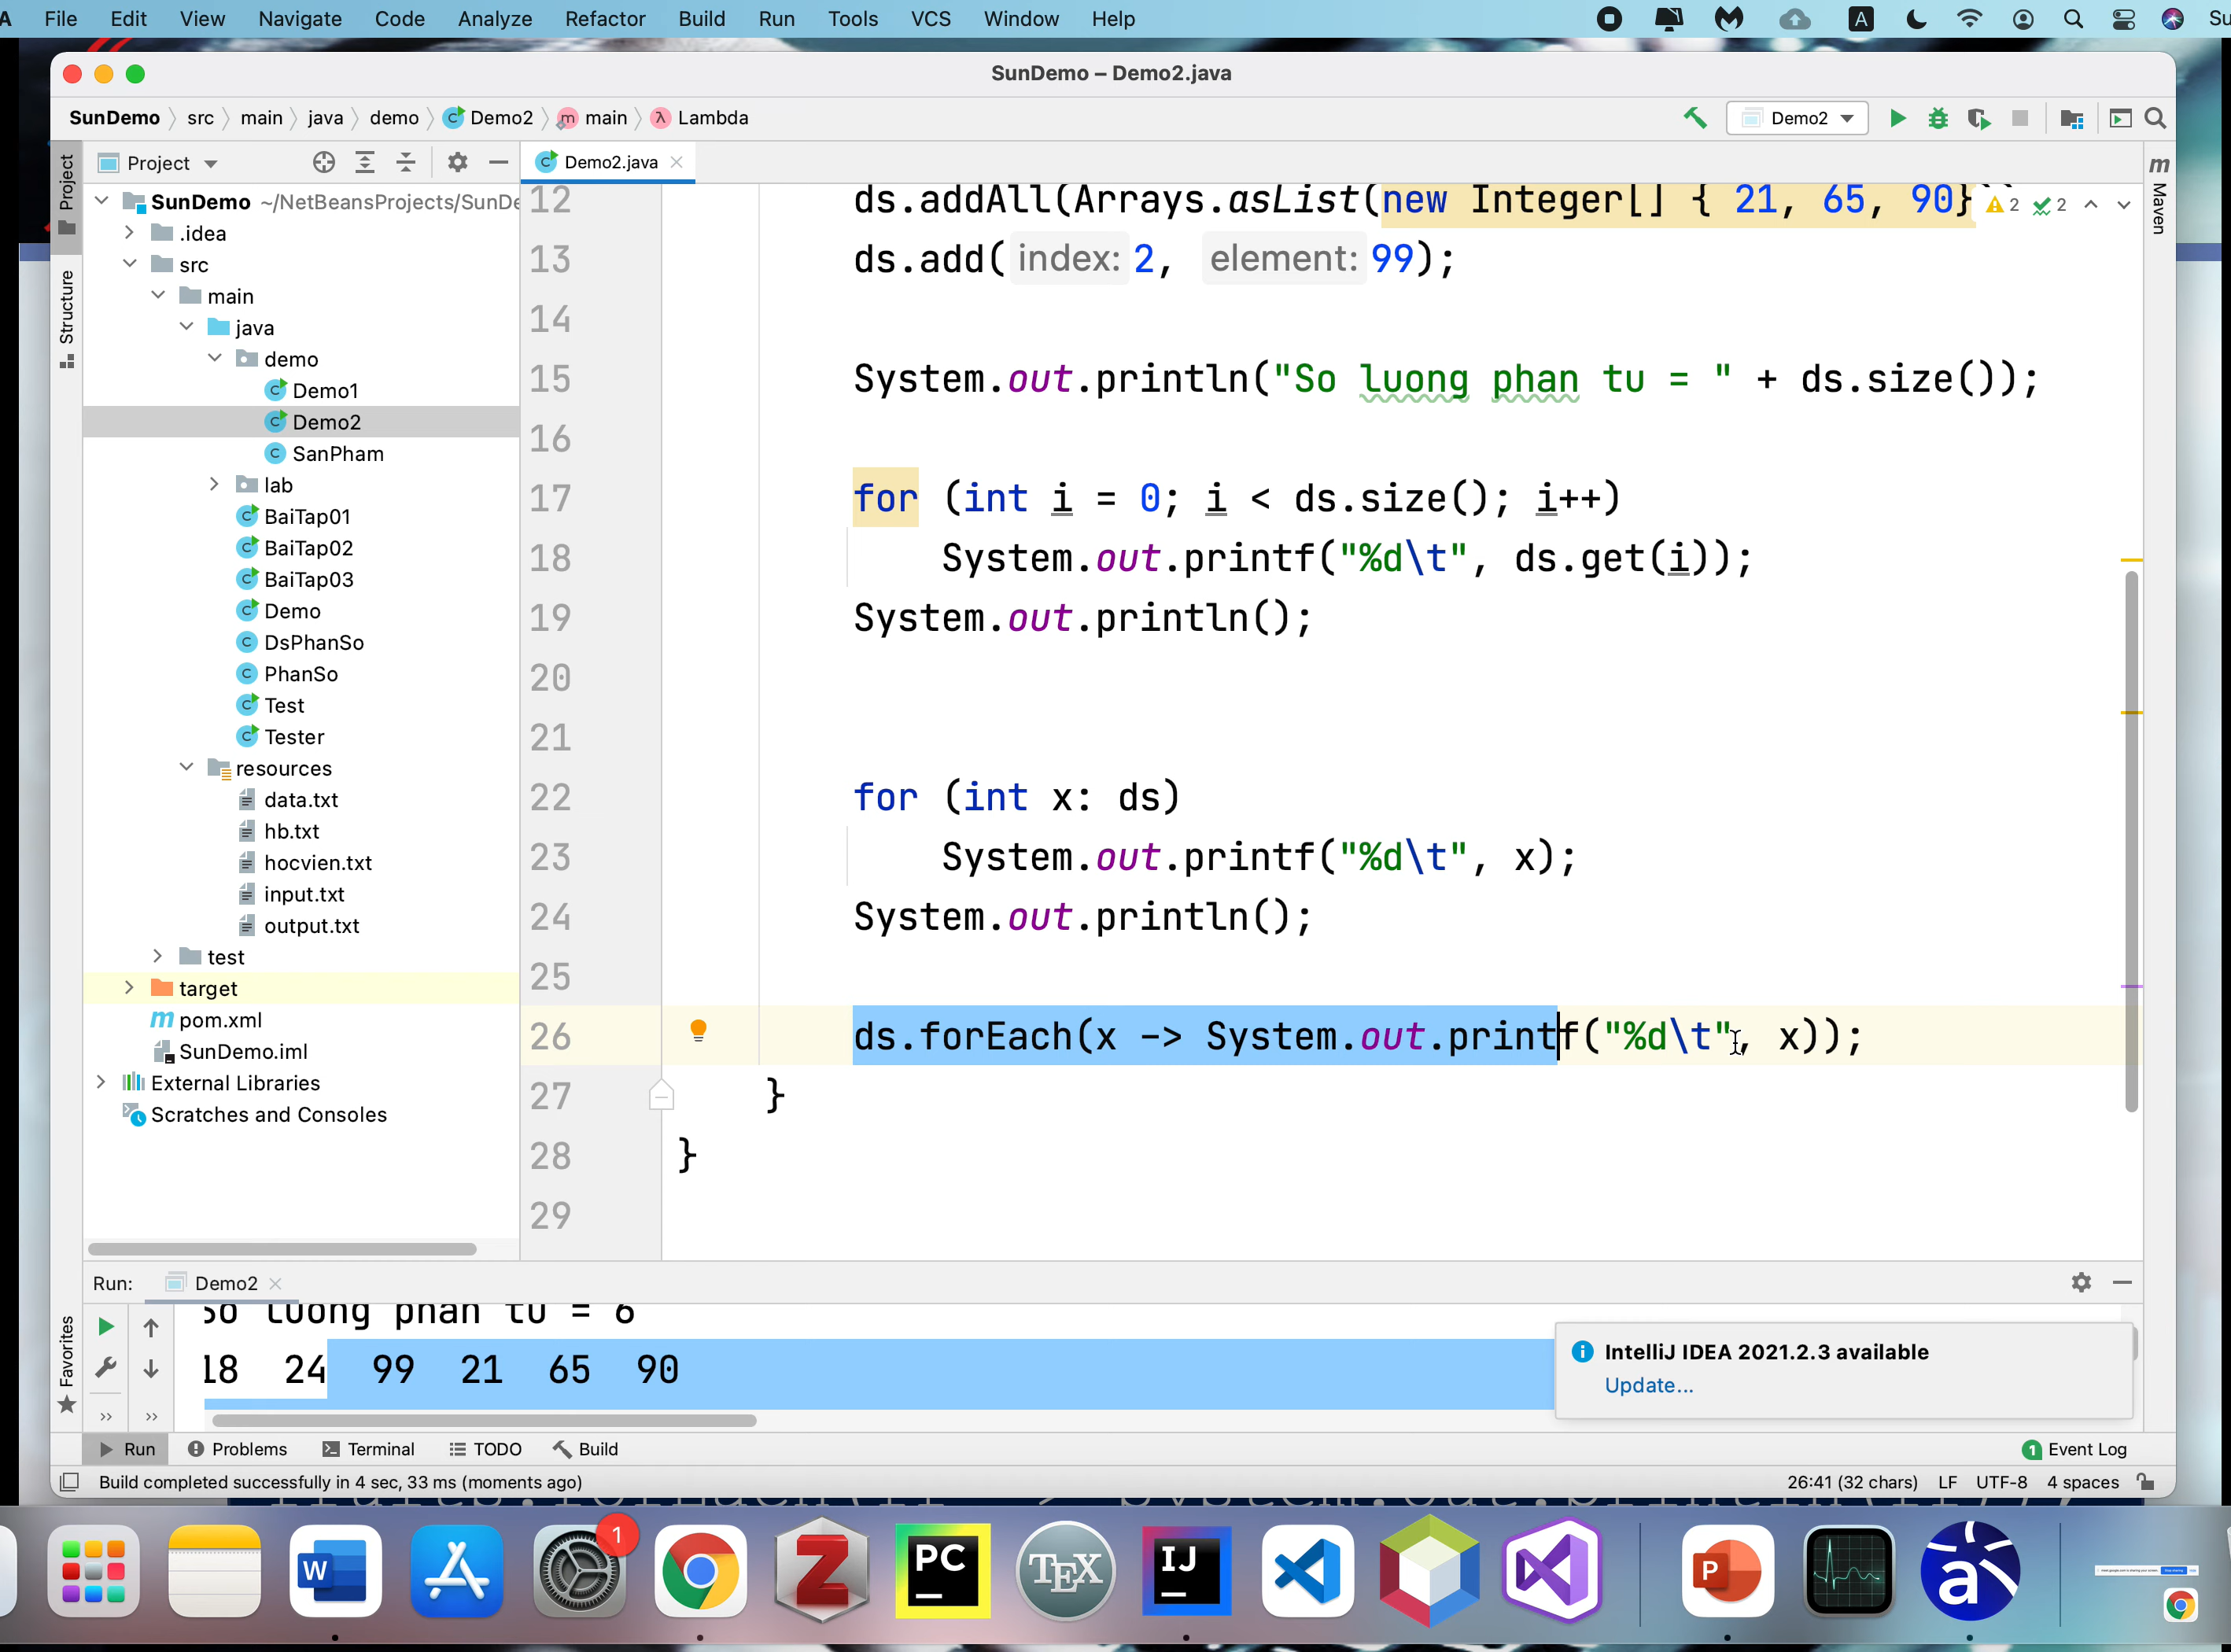 File Edit View Navigate Code Analyze Refactor Build Run Tools VCS Window Help
SunDemo – Demo2.java
SunDemo src main java demo Demo2 main Lambda
Demo2
Project
Demo2.java
Project
Structure
Favorites
Maven
SunDemo ~/NetBeansProjects/SunDe
.idea
src
main
java
demo
Demo1
Demo2
SanPham
lab
BaiTap01
BaiTap02
BaiTap03
Demo
DsPhanSo
PhanSo
Test
Tester
resources
data.txt
hb.txt
hocvien.txt
input.txt
output.txt
test
target
pom.xml
SunDemo.iml
External Libraries
Scratches and Consoles
12 ds.addAll(Arrays.asList(new Integer[] { 21, 65, 90} 2 2
13 ds.add( index: 2, element: 99);
14
15 System.out.println("So luong phan tu = " + ds.size());
16
17 for (int i = 0; i < ds.size(); i++)
18 System.out.printf("%d\t", ds.get(i));
19 System.out.println();
20
21
22 for (int x: ds)
23 System.out.printf("%d\t", x);
24 System.out.println();
25
26 ds.forEach(x -> System.out.printf("%d\t", x));
27 }
28 }
29
Run: Demo2
So luong phan tu = 6
18 24 99 21 65 90
IntelliJ IDEA 2021.2.3 available
Update...
Run Problems Terminal TODO Build 1 Event Log
Build completed successfully in 4 sec, 33 ms (moments ago) 26:41 (32 chars) LF UTF-8 4 spaces
1
W
Z
PC
TEX
IJ
P
a